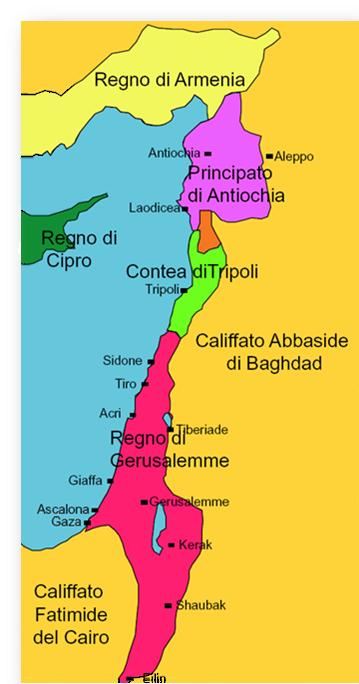 Regno di Armenia
Antiochia
Aleppo
Principato
di Antiochia
Laodicea
Regno di
Cipro
Contea diTripoli
Tripoli
Califfato Abbaside
di Baghdad
Sidone
Tiro
Acri
Tiberiade
Regno di
Gerusalemme
Giaffa
Gerusalemme
Ascalona
Gaza
Kerak
Califfato
Fatimide
del Cairo
Shaubak